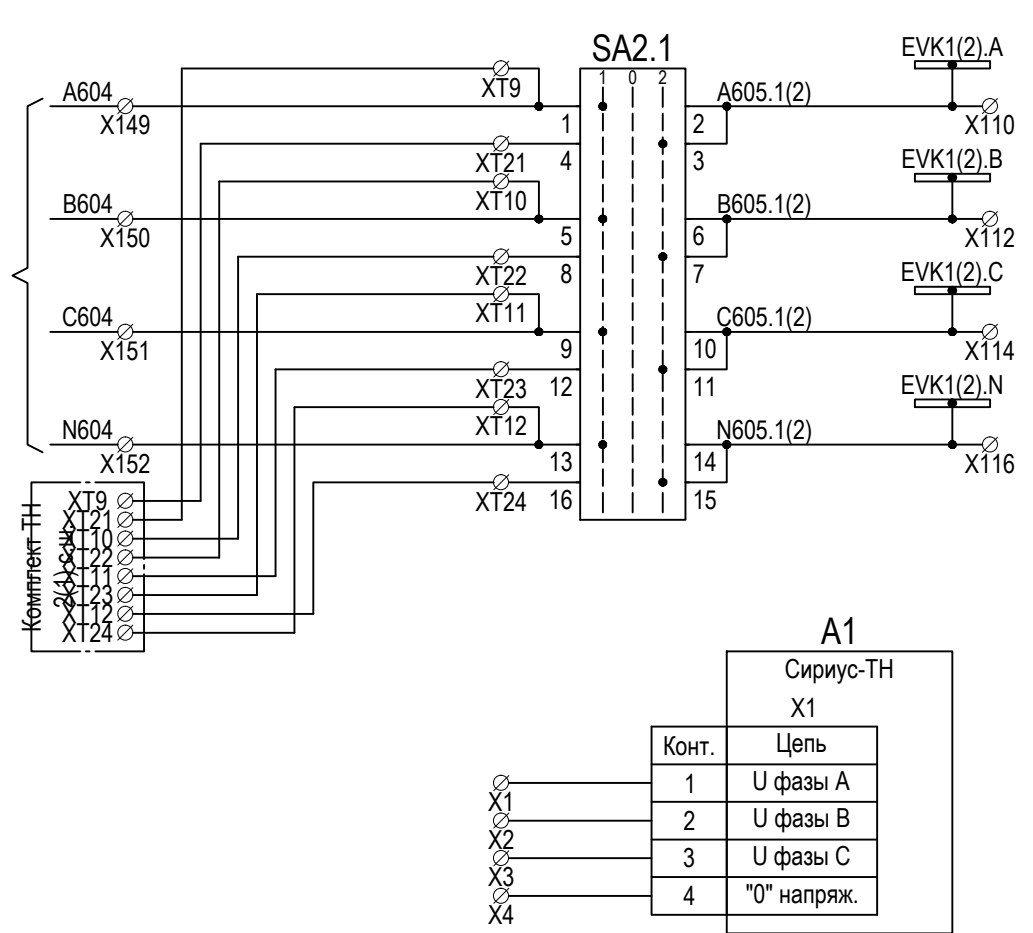 SA2.1
EVK1(2).A
1 0 2
XT9
A604
A605.1(2)
X149
X110
1
2
XT21
4
3
EVK1(2).B
XT10
B604
B605.1(2)
X150
X112
5
6
XT22
8
7
EVK1(2).C
XT11
C604
C605.1(2)
X151
X114
9
10
XT23
12
11
EVK1(2).N
XT12
N604
N605.1(2)
X152
X116
13
14
XT24
16
15
Комплект ТН
2(1) с.ш.
XT9
XT21
XT10
XT22
XT11
XT23
XT12
XT24
A1
Сириус-ТН
X1
Конт. Цепь
1 U фазы A
2 U фазы B
3 U фазы C
4 "0" напряж.
X1
X2
X3
X4